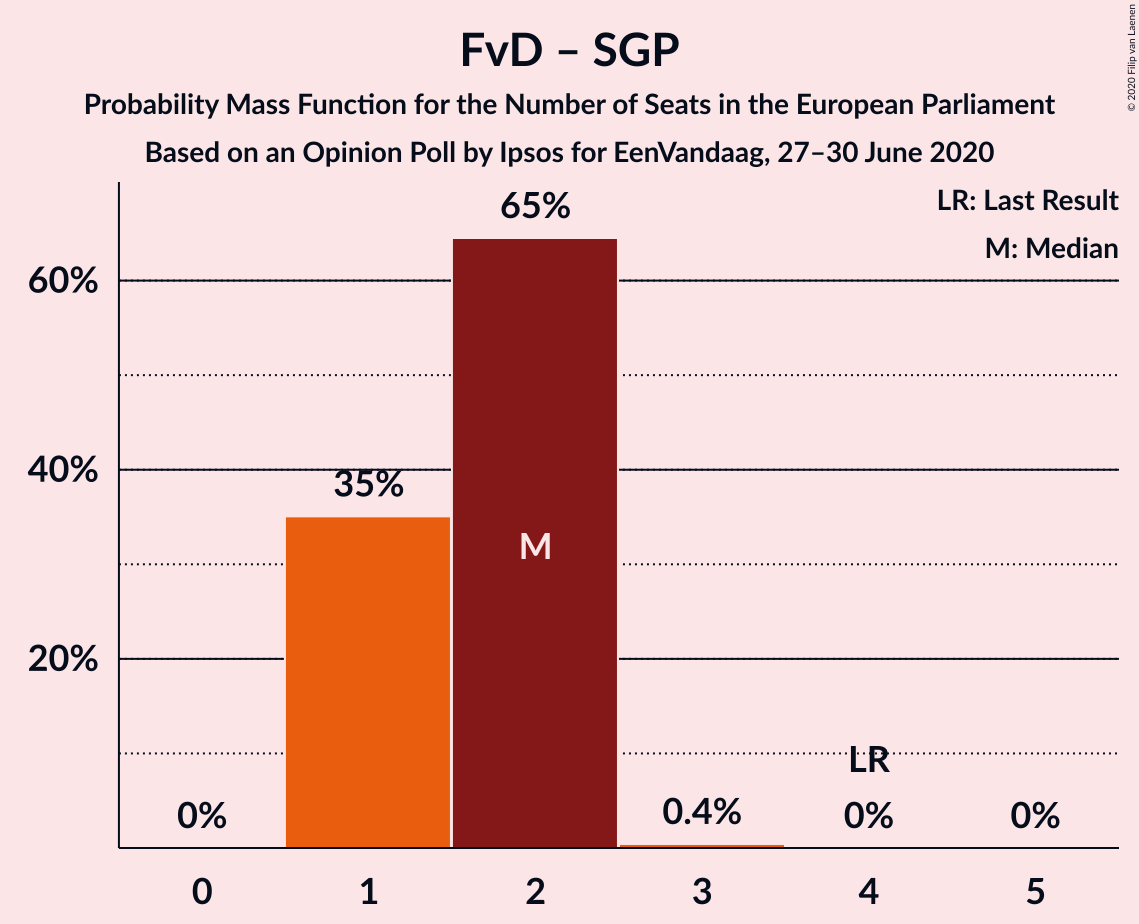 FvD – SGP
Probability Mass Function for the Number of Seats in the European Parliament
Based on an Opinion Poll by Ipsos for EenVandaag, 27–30 June 2020
© 2020 Filip van Laenen
LR: Last Result
M: Median
65%
60%
40%
35%
M
20%
LR
0%
0.4%
0%
0%
0 1 2 3 4 5